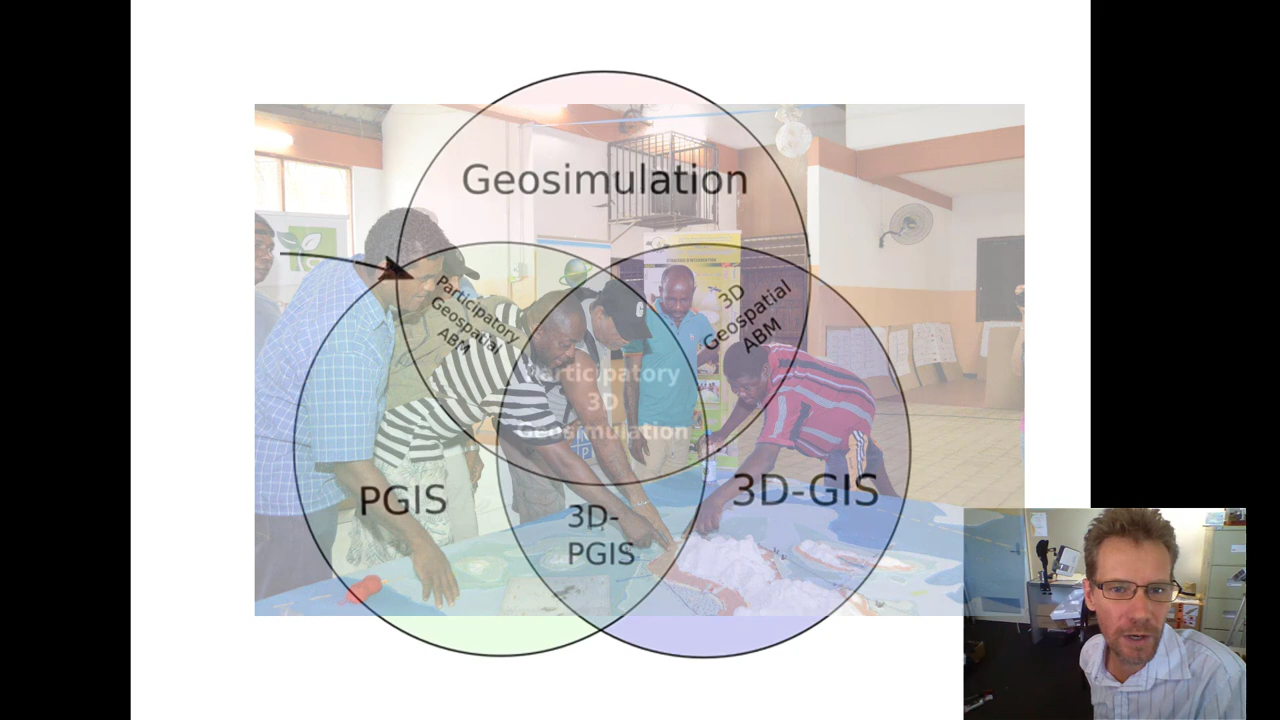 Geosimulation
Participatory
Geospatial
ABM
3D
Geospatial
ABM
Participatory
3D
Geosimulation
PGIS
3D-GIS
3D-
PGIS